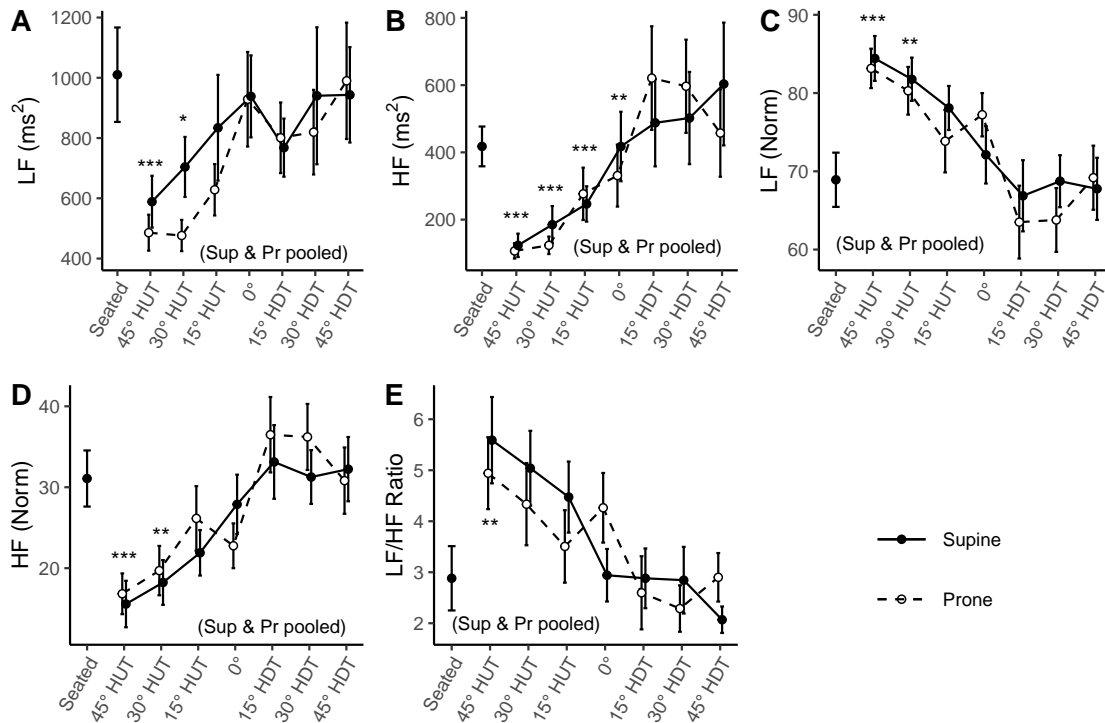 A
LF (ms²)
1000
800
600
400
***
*
(Sup & Pr pooled)
Seated
45° HUT
30° HUT
15° HUT
0°
15° HDT
30° HDT
45° HDT
B
HF (ms²)
600
400
200
***
***
***
**
(Sup & Pr pooled)
Seated
45° HUT
30° HUT
15° HUT
0°
15° HDT
30° HDT
45° HDT
C
LF (Norm)
90
80
70
60
***
**
(Sup & Pr pooled)
Seated
45° HUT
30° HUT
15° HUT
0°
15° HDT
30° HDT
45° HDT
D
HF (Norm)
40
30
20
***
**
(Sup & Pr pooled)
Seated
45° HUT
30° HUT
15° HUT
0°
15° HDT
30° HDT
45° HDT
E
LF/HF Ratio
6
5
4
3
2
**
(Sup & Pr pooled)
Seated
45° HUT
30° HUT
15° HUT
0°
15° HDT
30° HDT
45° HDT
Supine
Prone